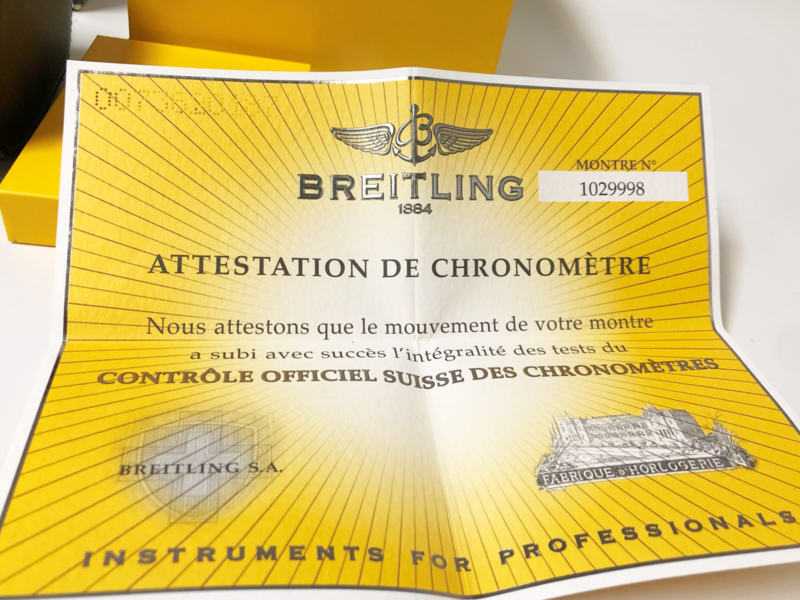 B
BREITLING
1884
MONTRE N°
1029998
ATTESTATION DE CHRONOMÈTRE
Nous attestons que le mouvement de votre montre
a subi avec succès l'intégralité des tests du
CONTRÔLE OFFICIEL SUISSE DES CHRONOMÈTRES
BREITLING S.A.
FABRIQUE D'HORLOGERIE
INSTRUMENTS FOR PROFESSIONALS